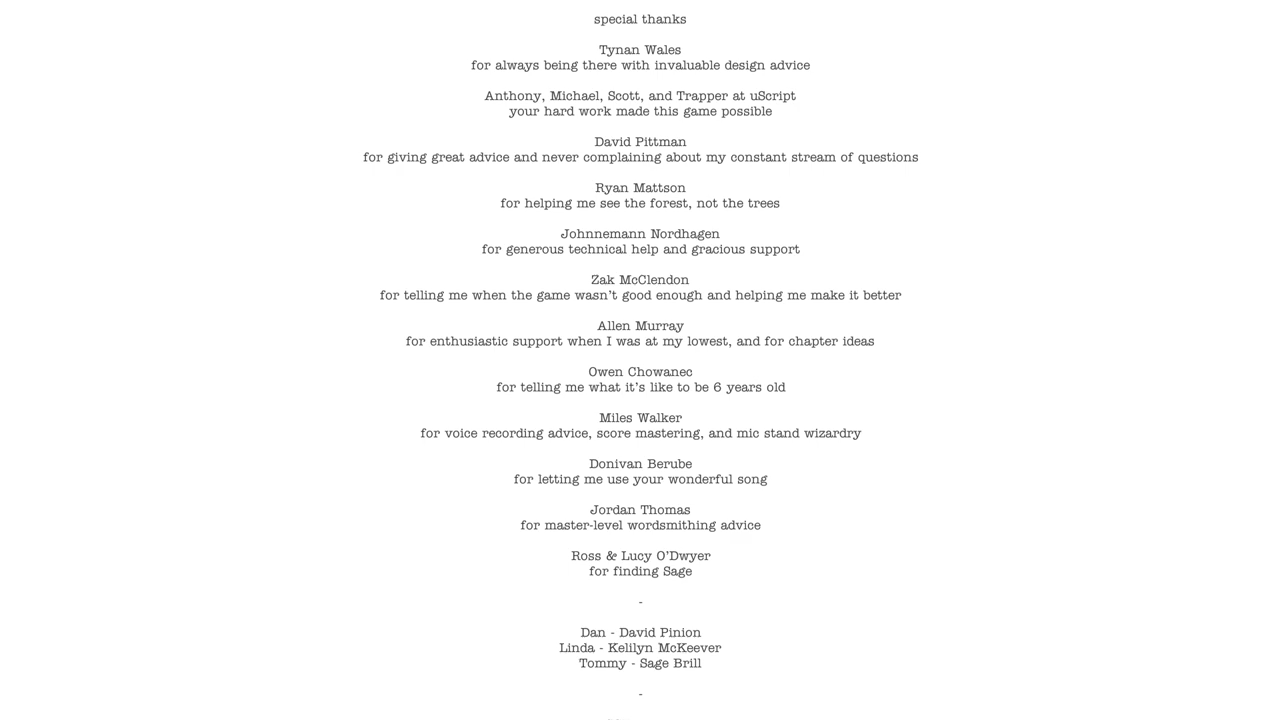 special thanks
Tynan Wales
for always being there with invaluable design advice
Anthony, Michael, Scott, and Trapper at uScript
your hard work made this game possible
David Pittman
for giving great advice and never complaining about my constant stream of questions
Ryan Mattson
for helping me see the forest, not the trees
Johnnemann Nordhagen
for generous technical help and gracious support
Zak McClendon
for telling me when the game wasn't good enough and helping me make it better
Allen Murray
for enthusiastic support when I was at my lowest, and for chapter ideas
Owen Chowanec
for telling me what it's like to be 6 years old
Miles Walker
for voice recording advice, score mastering, and mic stand wizardry
Donivan Berube
for letting me use your wonderful song
Jordan Thomas
for master-level wordsmithing advice
Ross & Lucy O'Dwyer
for finding Sage
-
Dan - David Pinion
Linda - Kelilyn McKeever
Tommy - Sage Brill
-